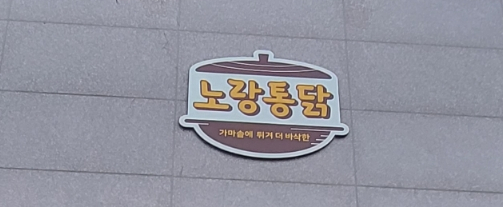 노랑통닭
가마솥에 튀겨 더 바삭한